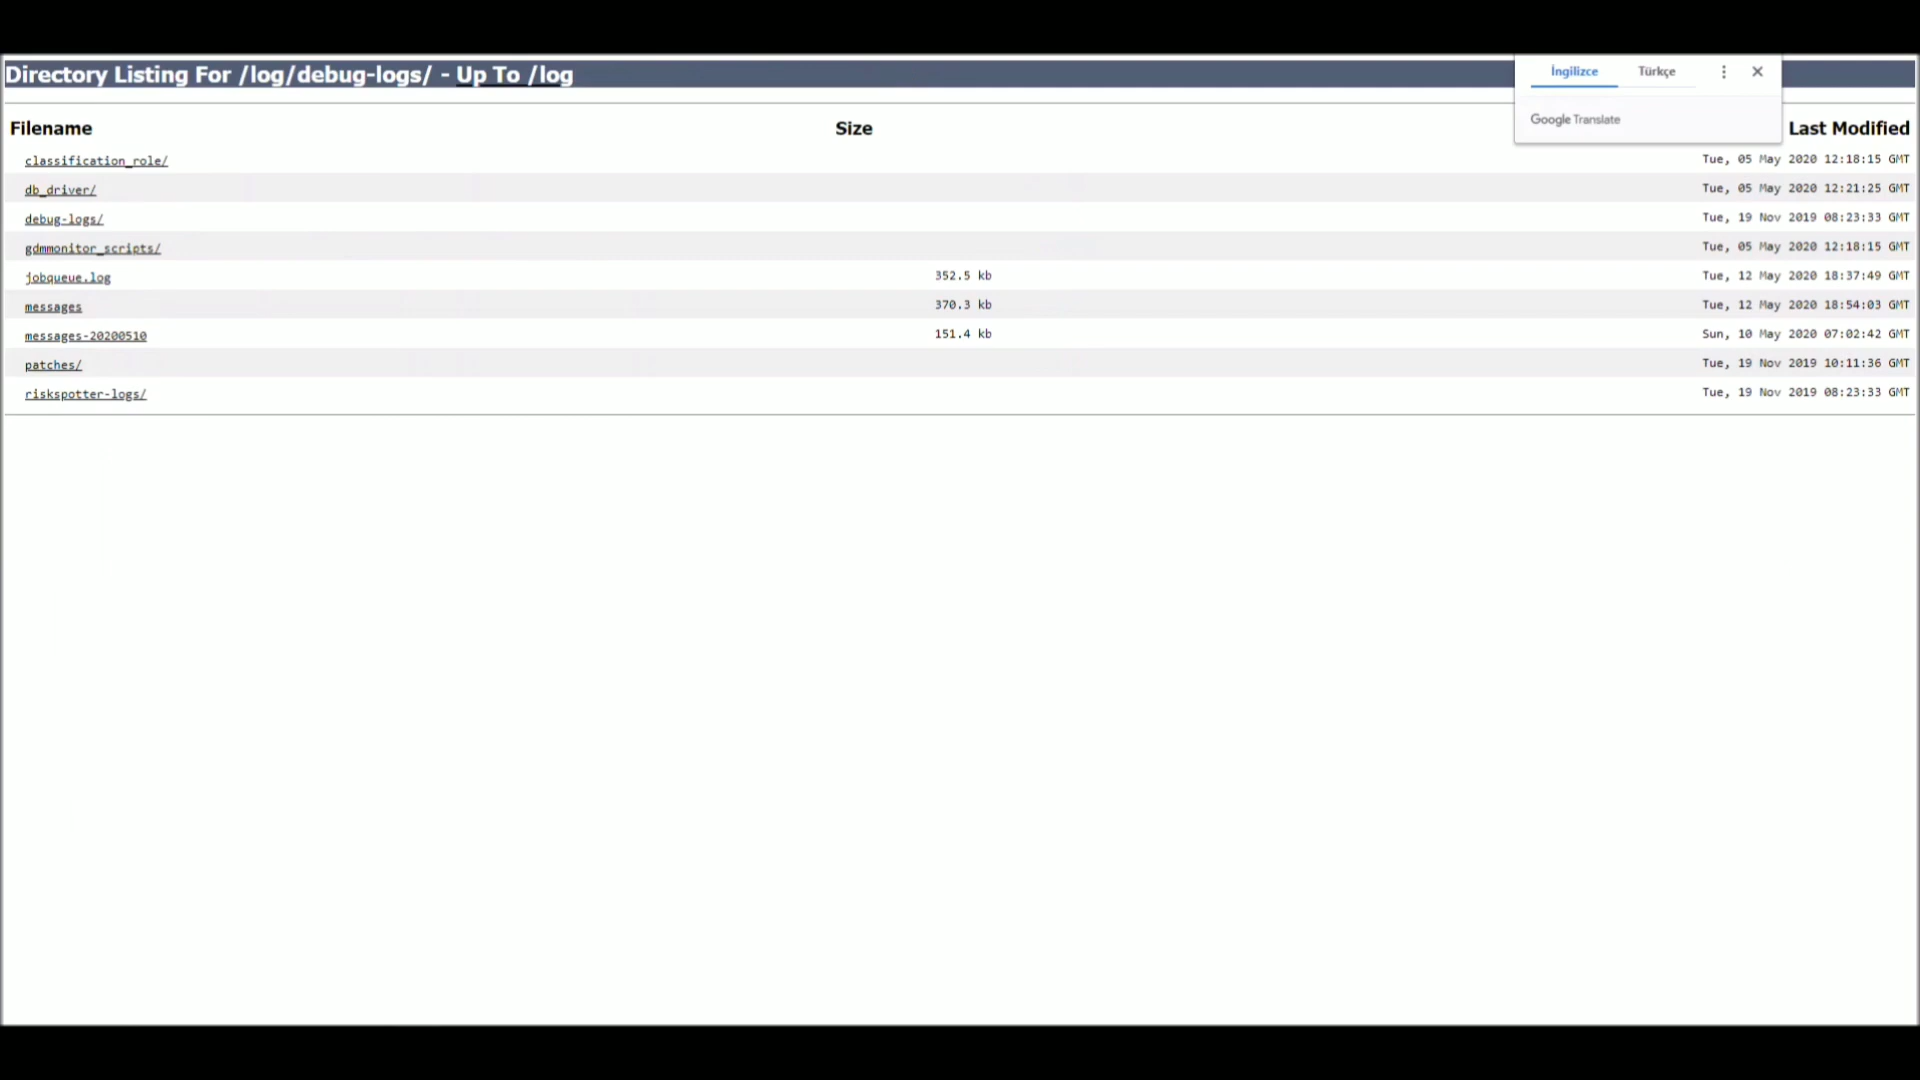 Directory Listing For /log/debug-logs/ - Up To /log
İngilizce Türkçe
Google Translate
Filename Size Last Modified
classification_role/ Tue, 05 May 2020 12:18:15 GMT
db_driver/ Tue, 05 May 2020 12:21:25 GMT
debug-logs/ Tue, 19 Nov 2019 08:23:33 GMT
gdmmonitor_scripts/ Tue, 05 May 2020 12:18:15 GMT
jobqueue.log 352.5 kb Tue, 12 May 2020 18:37:49 GMT
messages 370.3 kb Tue, 12 May 2020 18:54:03 GMT
messages-20200510 151.4 kb Sun, 10 May 2020 07:02:42 GMT
patches/ Tue, 19 Nov 2019 10:11:36 GMT
riskspotter-logs/ Tue, 19 Nov 2019 08:23:33 GMT